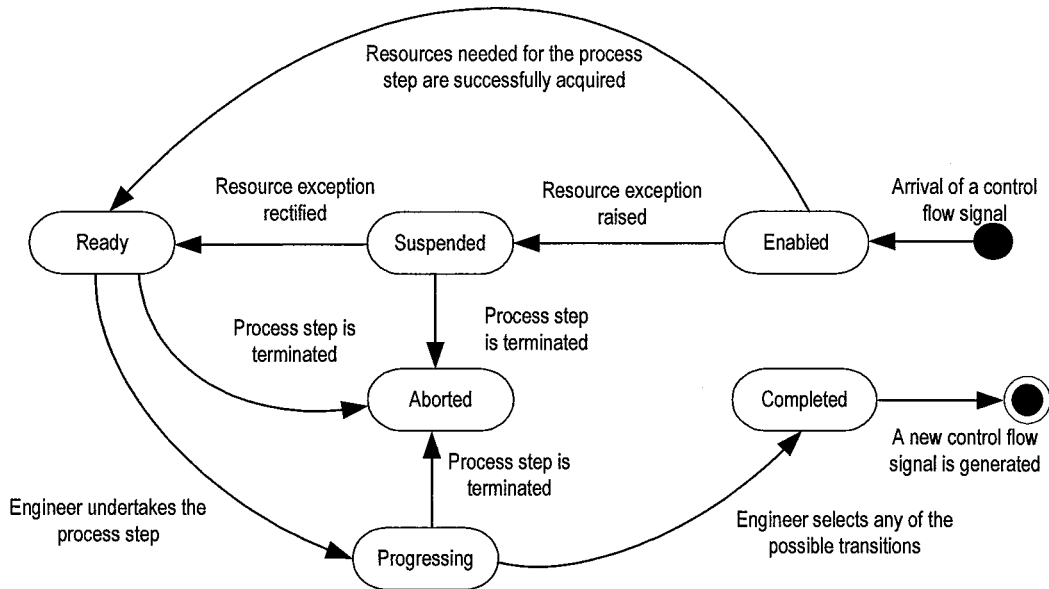 Resources needed for the process
step are successfully acquired
Resource exception
rectified
Resource exception
raised
Arrival of a control
flow signal
Ready
Suspended
Enabled
Process step is
terminated
Process step
is terminated
Aborted
Completed
A new control flow
signal is generated
Process step is
terminated
Engineer undertakes the
process step
Engineer selects any of the
possible transitions
Progressing